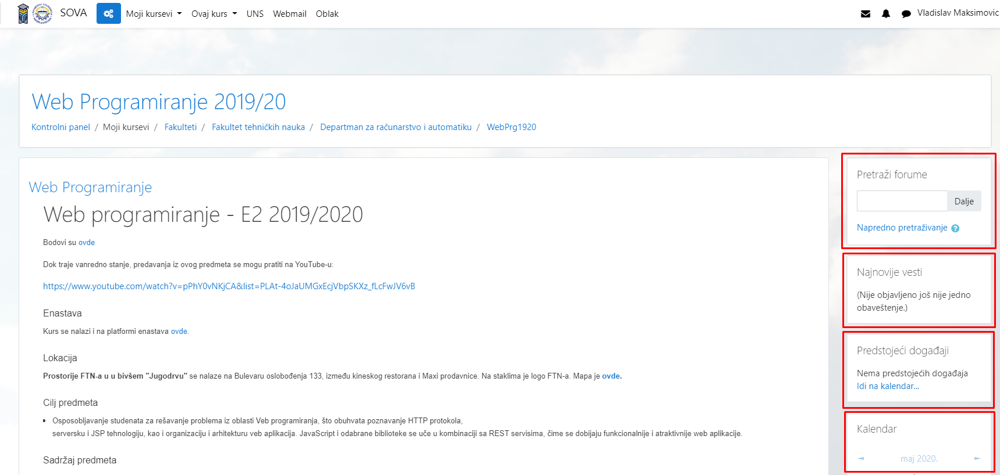 SOVA Moji kursevi Ovaj kurs UNS Webmail Oblak Vladislav Maksimovic
Web Programiranje 2019/20
Kontrolni panel / Moji kursevi / Fakulteti / Fakultet tehničkih nauka / Departman za računarstvo i automatiku / WebPrg1920
Web Programiranje
Web programiranje - E2 2019/2020
Bodovi su ovde
Dok traje vanredno stanje, predavanja iz ovog predmeta se mogu pratiti na YouTube-u:
https://www.youtube.com/watch?v=pPhY0vNKjCA&list=PLAt-4oJaUMGxEcjVbpSKXz_fLcFwJV6vB
Enastava
Kurs se nalazi i na platformi enastava ovde.
Lokacija
Prostorije FTN-a u u bivšem "Jugodrvu" se nalaze na Bulevaru oslobođenja 133, između kineskog restorana i Maxi prodavnice. Na staklima je logo FTN-a. Mapa je ovde.
Cilj predmeta
• Osposobljavanje studenata za rešavanje problema iz oblasti Veb programiranja, što obuhvata poznavanje HTTP protokola,
serversku i JSP tehnologiju, kao i organizaciju i arhitekturu veb aplikacija. JavaScript i odabrane biblioteke se uče u kombinaciji sa REST servisima, čime se dobijaju funkcionalnije i atraktivnije web aplikacije.
Sadržaj predmeta
Pretraži forume
Dalje
Napredno pretraživanje
Najnovije vesti
(Nije objavljeno još nije jedno
obaveštenje.)
Predstojeći događaji
Nema predstojećih događaja
Idi na kalendar...
Kalendar
◄ maj 2020. ►